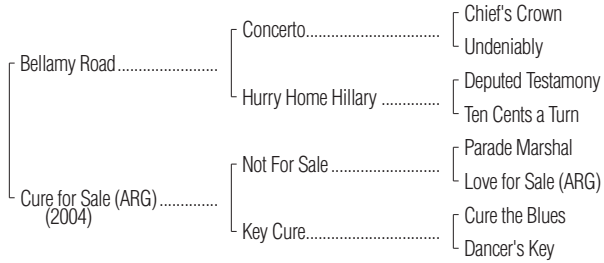 Chief's Crown
Concerto
Undeniably
Bellamy Road
Deputed Testamony
Hurry Home Hillary
Ten Cents a Turn
Parade Marshal
Not For Sale
Love for Sale (ARG)
Cure for Sale (ARG)
(2004)
Cure the Blues
Key Cure
Dancer's Key